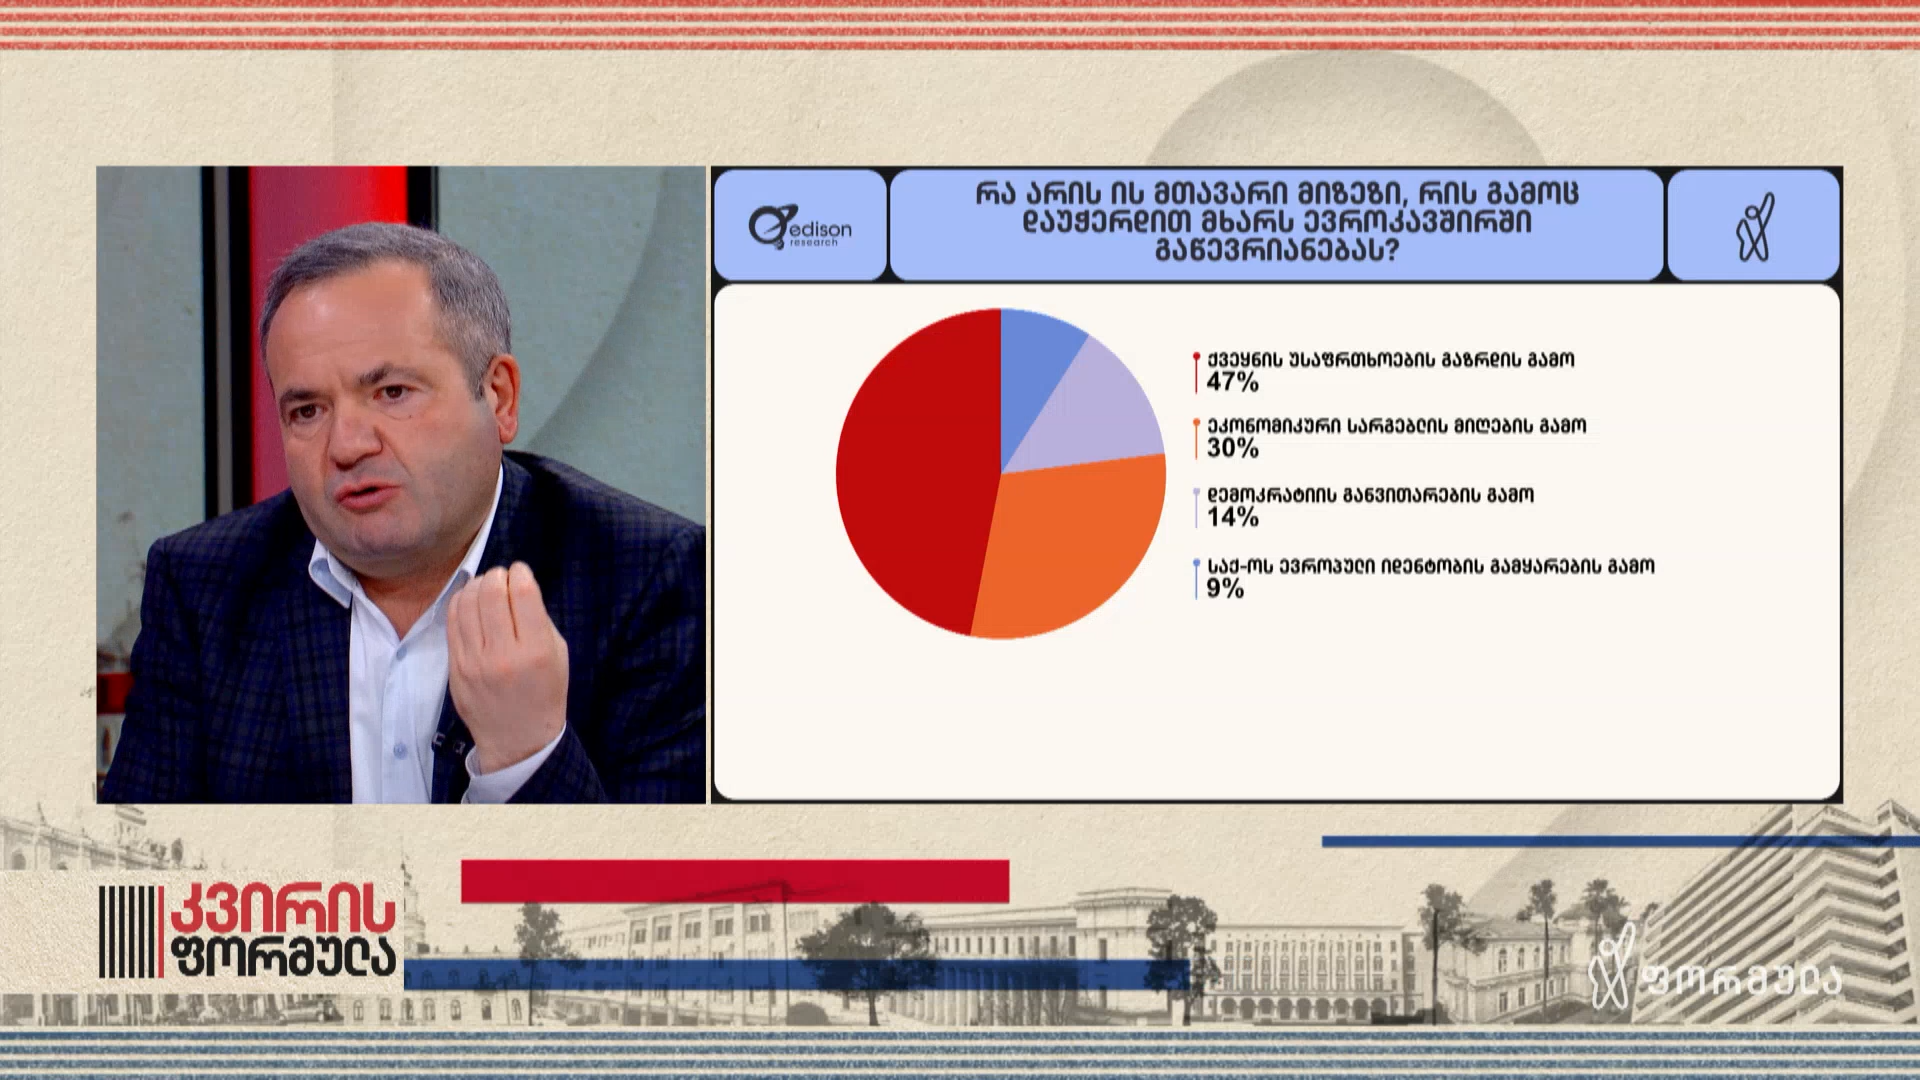 edison
research
რა არის ის მთავარი მიზეზი, რის გამოც
დაუჭერდით მხარს ევროკავშირში
გაწევრიანებას?
ქვეყნის უსაფრთხოების გაზრდის გამო
47%
ეკონომიკური სარგებლის მიღების გამო
30%
დემოკრატიის განვითარების გამო
14%
საქ-ოს ევროპული იდენტობის გამყარების გამო
9%
კვირის
ფორმულა
ფორმულა